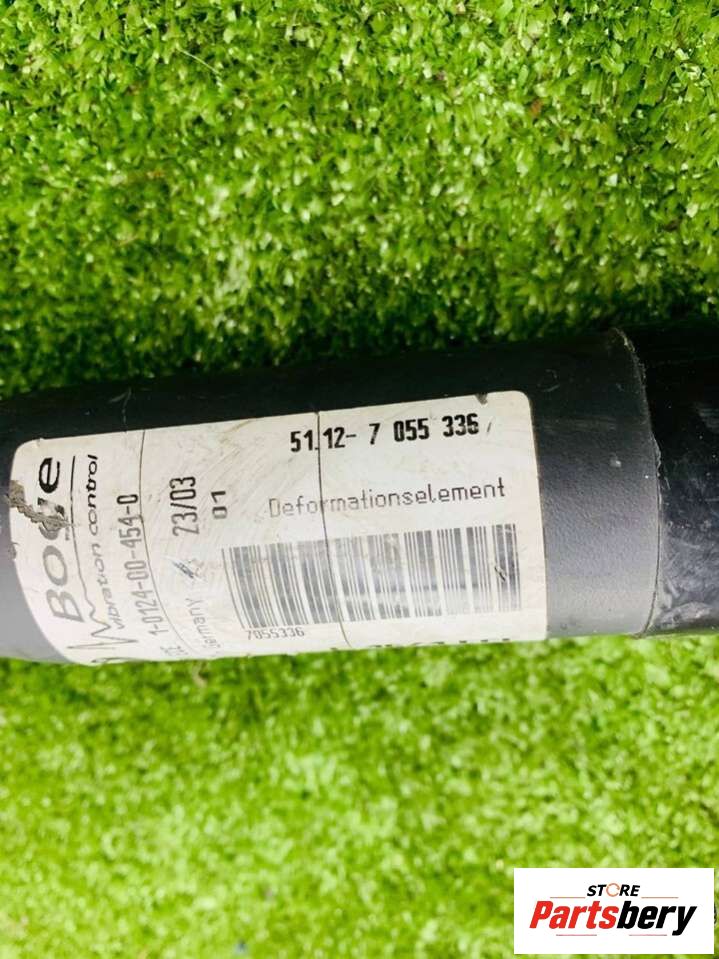 51.12- 7 055 336
Deformationselement
7055336
Boge
vibration control
1-0124-00-454-0
23/03
01
Germany
STORE
Partsbery